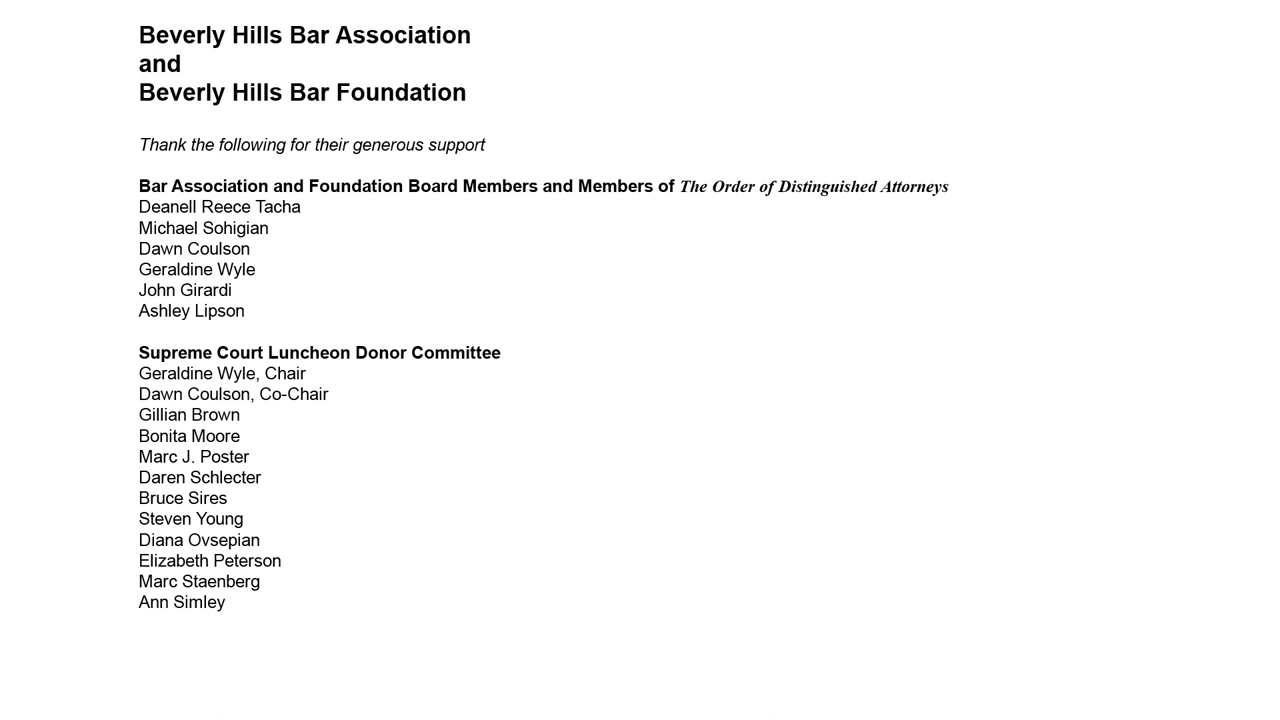 Beverly Hills Bar Association
and
Beverly Hills Bar Foundation
Thank the following for their generous support
Bar Association and Foundation Board Members and Members of The Order of Distinguished Attorneys
Deanell Reece Tacha
Michael Sohigian
Dawn Coulson
Geraldine Wyle
John Girardi
Ashley Lipson
Supreme Court Luncheon Donor Committee
Geraldine Wyle, Chair
Dawn Coulson, Co-Chair
Gillian Brown
Bonita Moore
Marc J. Poster
Daren Schlecter
Bruce Sires
Steven Young
Diana Ovsepian
Elizabeth Peterson
Marc Staenberg
Ann Simley